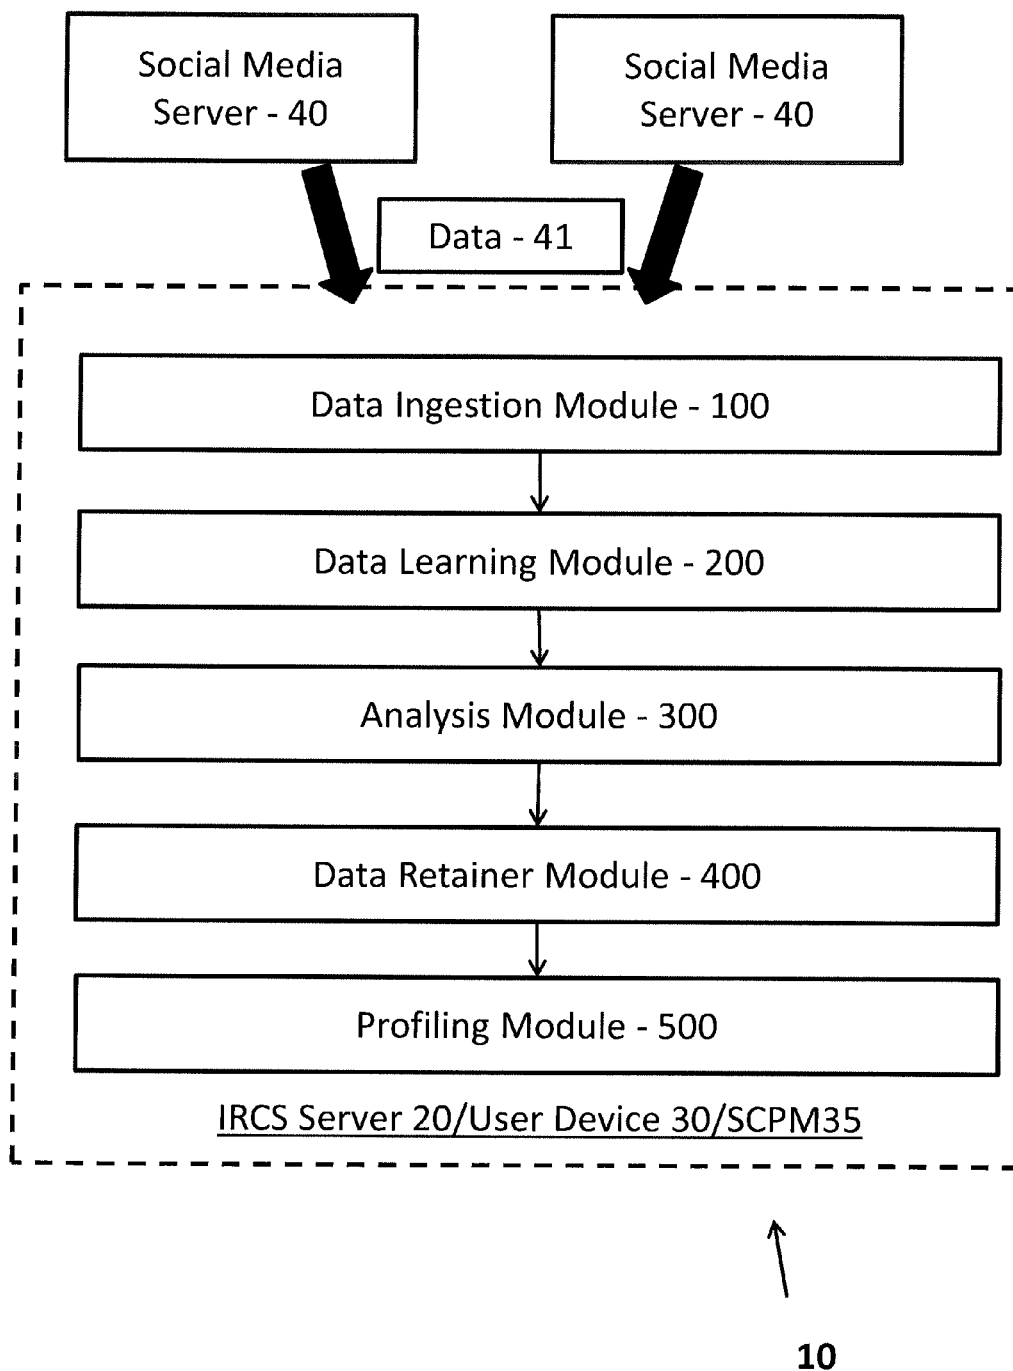 Social Media
Server - 40
Social Media
Server - 40
Data - 41
Data Ingestion Module - 100
Data Learning Module - 200
Analysis Module - 300
Data Retainer Module - 400
Profiling Module - 500
IRCS Server 20/User Device 30/SCPM35
10